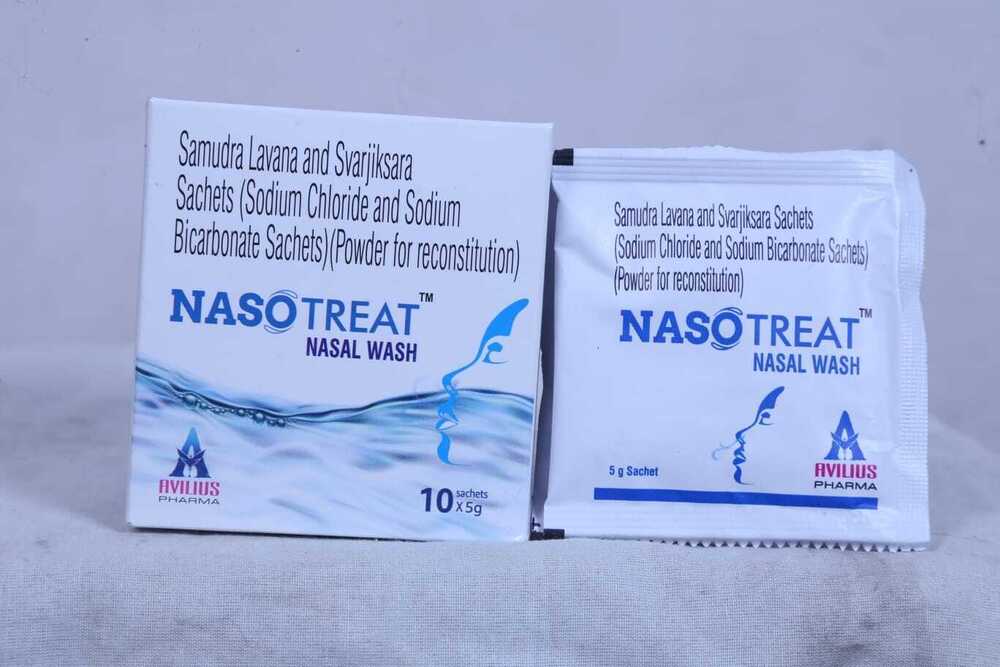 Samudra Lavana and Svarjiksara
Sachets (Sodium Chloride and Sodium
Bicarbonate Sachets)(Powder for reconstitution)
NASOTREAT™
NASAL WASH
AVILIUS
PHARMA
10 sachets x 5g
Samudra Lavana and Svarjiksara Sachets
(Sodium Chloride and Sodium Bicarbonate Sachets)
(Powder for reconstitution)
NASOTREAT™
NASAL WASH
5 g Sachet
AVILIUS
PHARMA